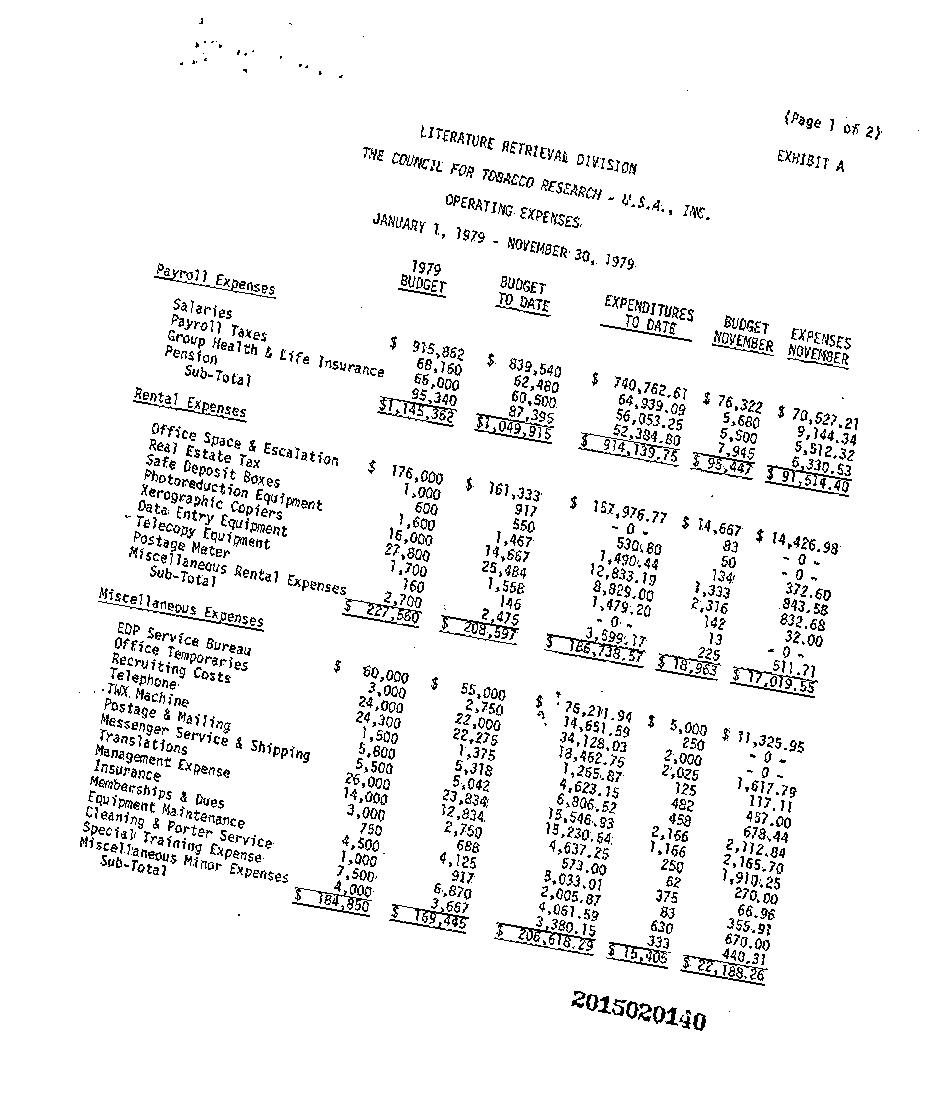 (Page 1 of 2)
EXHIBIT A
LITERATURE RETRIEVAL DIVISION
THE COUNCIL FOR TOBACCO RESEARCH - U.S.A., INC.
OPERATING EXPENSES
JANUARY 1, 1979 - NOVEMBER 30, 1979
1979 BUDGET BUDGET TO DATE EXPENDITURES TO DATE BUDGET NOVEMBER EXPENSES NOVEMBER
Payroll Expenses
Salaries $ 915,862 $ 839,540 $ 740,762.61 $ 76,322 $ 70,527.21
Payroll Taxes 68,160 62,480 64,939.09 5,680 9,144.34
Group Health & Life Insurance 66,000 60,500 56,053.25 5,500 5,512.32
Pension 95,340 87,395 52,384.80 7,945 6,330.53
Sub-Total $1,145,362 $1,049,915 $ 914,139.75 $ 95,447 $ 91,514.40
Rental Expenses
Office Space & Escalation $ 176,000 $ 161,333 $ 157,976.77 $ 14,667 $ 14,426.98
Real Estate Tax 1,000 917 - 0 - 83 - 0 -
Safe Deposit Boxes 600 550 530.80 50 - 0 -
Photoreduction Equipment 1,600 1,467 1,490.44 134 372.60
Xerographic Copiers 16,000 14,667 12,833.19 1,333 843.58
Data Entry Equipment 27,800 25,484 8,829.00 2,316 832.68
Telecopy Equipment 1,700 1,558 1,479.20 142 32.00
Postage Meter 160 146 - 0 - 13 - 0 -
Miscellaneous Rental Expenses 2,700 2,475 3,599.17 225 511.71
Sub-Total $ 227,560 $ 208,597 $ 186,738.57 $ 18,963 $ 17,019.55
Miscellaneous Expenses
EDP Service Bureau $ 60,000 $ 55,000 $ 76,211.94 $ 5,000 $ 11,325.95
Office Temporaries 3,000 2,750 14,651.59 250 - 0 -
Recruiting Costs 24,000 22,000 34,128.03 2,000 - 0 -
Telephone 24,300 22,275 18,462.75 2,025 1,617.79
TWX Machine 1,500 1,375 1,265.87 125 117.11
Postage & Mailing 5,800 5,318 4,623.15 482 457.00
Messenger Service & Shipping 5,500 5,042 6,806.52 458 678.44
Translations 26,000 23,834 15,546.93 2,166 2,112.84
Management Expense 14,000 12,834 15,230.64 1,166 2,165.70
Insurance 3,000 2,750 4,637.25 250 1,910.25
Memberships & Dues 750 688 573.00 62 270.00
Equipment Maintenance 4,500 4,125 5,033.01 375 66.96
Cleaning & Porter Service 1,000 917 2,005.87 83 355.91
Special Training Expense 7,500 6,870 4,061.59 630 670.00
Miscellaneous Minor Expenses 4,000 3,667 3,380.15 333 440.31
Sub-Total $ 184,850 $ 169,445 $ 206,618.29 $ 15,405 $ 22,188.26
2015020140